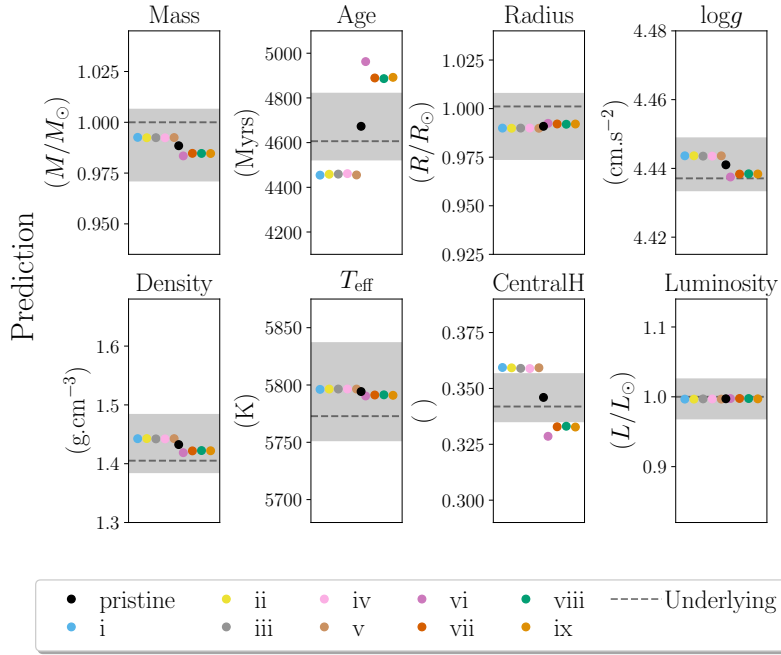 Mass Age Radius logg
1.025 5000 1.025 4.48
1.000 4800 1.000 4.46
0.975 4600 0.975 4.44
0.950 4400 0.950 4.42
4200 0.925 4.12
(M/M⊙) (Myrs) (R/R⊙) (cm.s⁻²)
Prediction
Density T_eff CentralH Luminosity
1.6 5850 0.375 1.1
1.5 5800 0.350 1.0
1.4 5750 0.325 0.9
1.3 5700 0.300
(g.cm⁻³) (K) () (L/L⊙)
pristine ii iv vi viii Underlying
i iii v vii ix